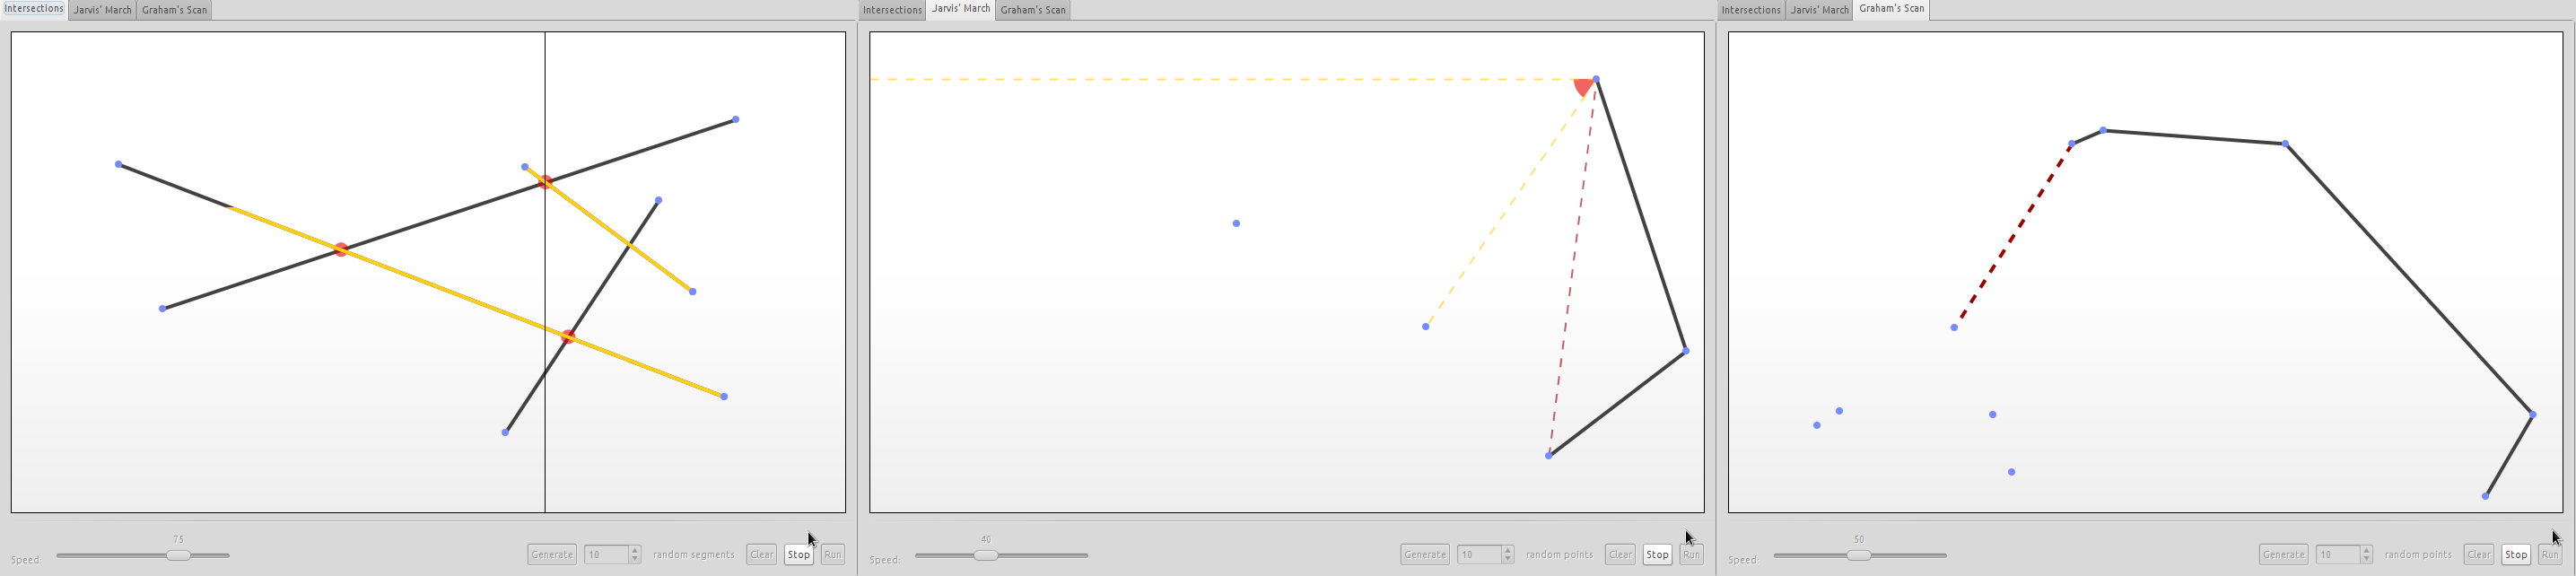 Intersections Jarvis' March Graham's Scan
75
Speed: Generate 10 random segments Clear Stop Run
Intersections Jarvis' March Graham's Scan
40
Speed: Generate 10 random points Clear Stop Run
Intersections Jarvis' March Graham's Scan
50
Speed: Generate 10 random points Clear Stop Run